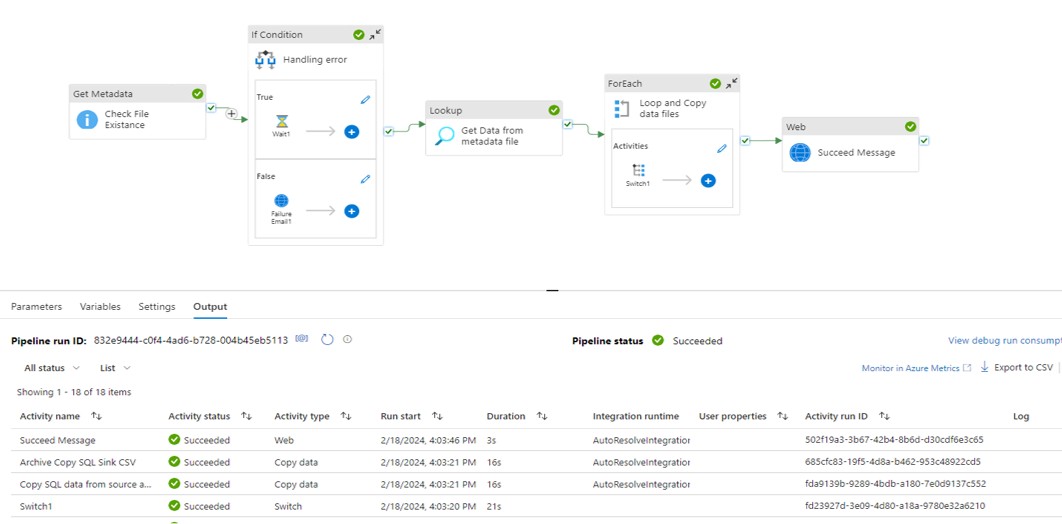 If Condition
Handling error
Get Metadata
Check File
Existance
True
Wait1
False
Failure
Email1
Lookup
Get Data from
metadata file
ForEach
Loop and Copy
data files
Activities
Switch1
Web
Succeed Message
Parameters Variables Settings Output
Pipeline run ID: 832e9444-c0f4-4ad6-b728-004b45eb5113 Pipeline status Succeeded View debug run consumpt
All status List Monitor in Azure Metrics Export to CSV
Showing 1 - 18 of 18 items
Activity name Activity status Activity type Run start Duration Integration runtime User properties Activity run ID Log
Succeed Message Succeeded Web 2/18/2024, 4:03:46 PM 3s AutoResolveIntegration 502f19a3-3b67-42b4-8b6d-d30cdf6e3c65
Archive Copy SQL Sink CSV Succeeded Copy data 2/18/2024, 4:03:21 PM 16s AutoResolveIntegration 685cfc83-19f5-4d8a-b462-953c48922cd5
Copy SQL data from source a... Succeeded Copy data 2/18/2024, 4:03:21 PM 16s AutoResolveIntegration fda9139b-9289-4bdb-a180-7e0d9137c552
Switch1 Succeeded Switch 2/18/2024, 4:03:20 PM 21s fd23927d-3e09-4d80-a18a-9780e32a6210